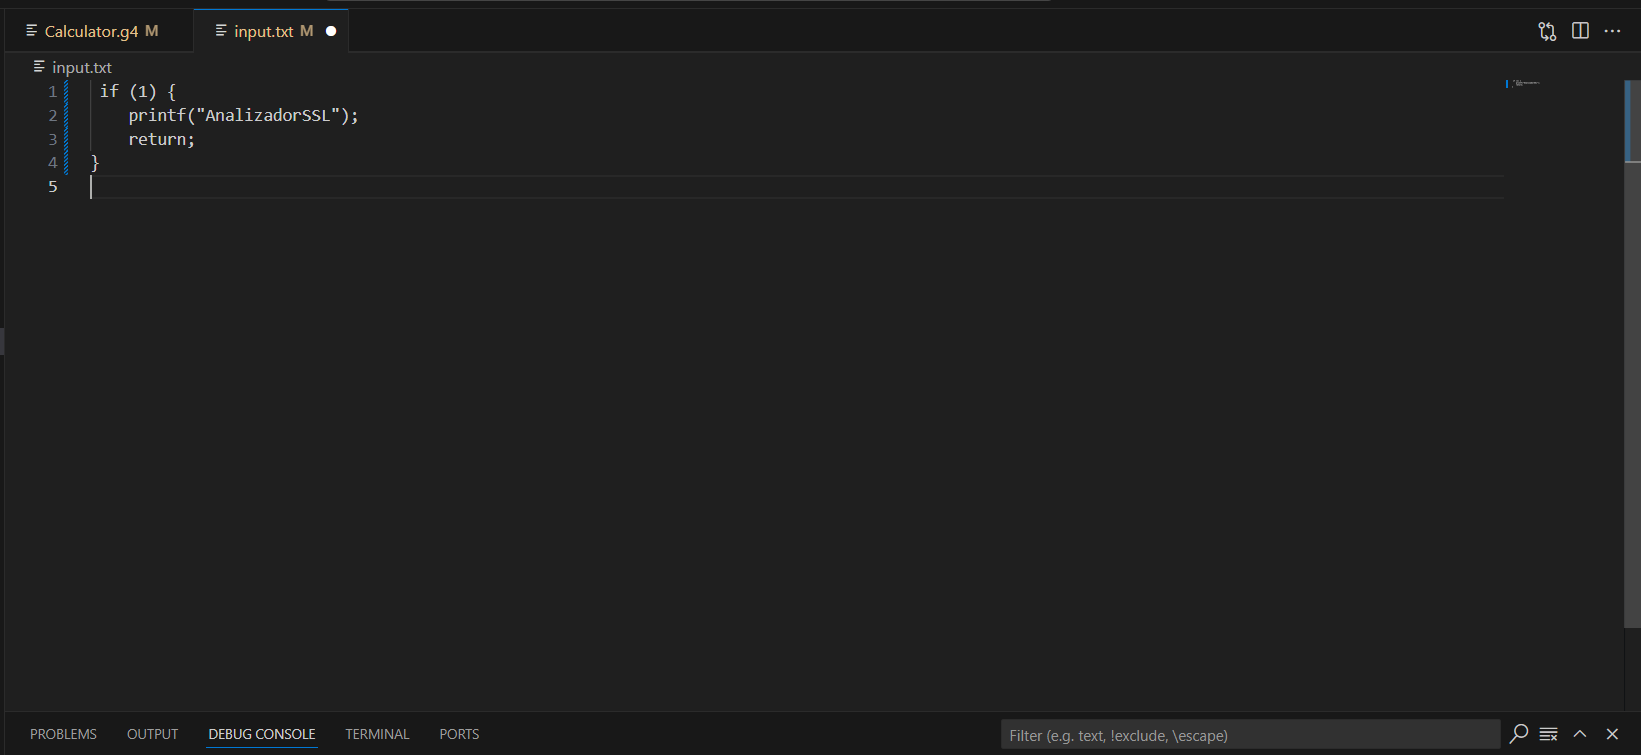 Calculator.g4 M
input.txt M
input.txt
1 if (1) {
2 printf("AnalizadorSSL");
3 return;
4 }
5
PROBLEMS OUTPUT DEBUG CONSOLE TERMINAL PORTS
Filter (e.g. text, !exclude, \escape)